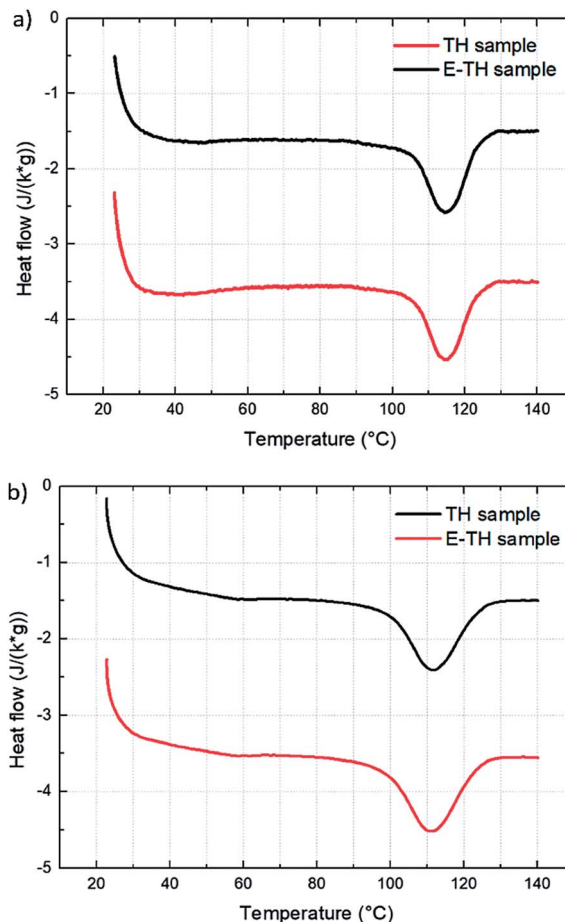 a)
0
TH sample
E-TH sample
-1
-2
-3
-4
-5
Heat flow (J/(k*g))
20 40 60 80 100 120 140
Temperature (°C)
b)
0
TH sample
E-TH sample
-1
-2
-3
-4
-5
Heat flow (J/(k*g))
20 40 60 80 100 120 140
Temperature (°C)